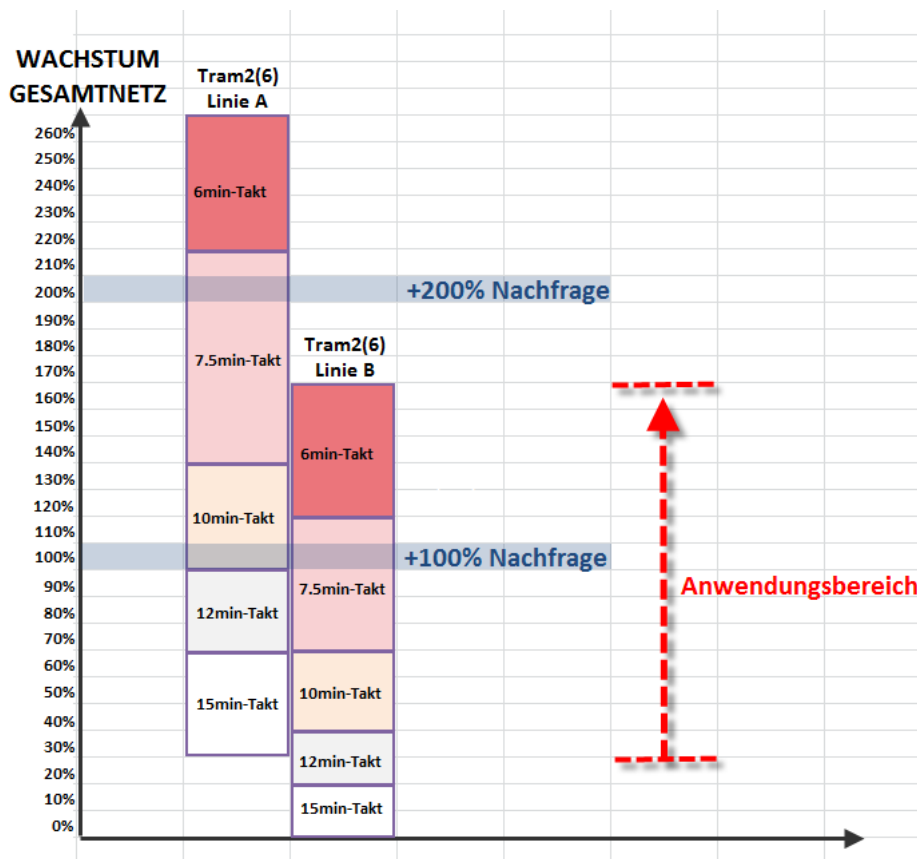 WACHSTUM
GESAMTNETZ
Tram2(6)
Linie A
260%
250%
240%
230%
220%
210%
200%
190%
180%
170%
160%
150%
140%
130%
120%
110%
100%
90%
80%
70%
60%
50%
40%
30%
20%
10%
0%
6min-Takt
7.5min-Takt
10min-Takt
12min-Takt
15min-Takt
Tram2(6)
Linie B
6min-Takt
7.5min-Takt
10min-Takt
12min-Takt
15min-Takt
+200% Nachfrage
+100% Nachfrage
Anwendungsbereich